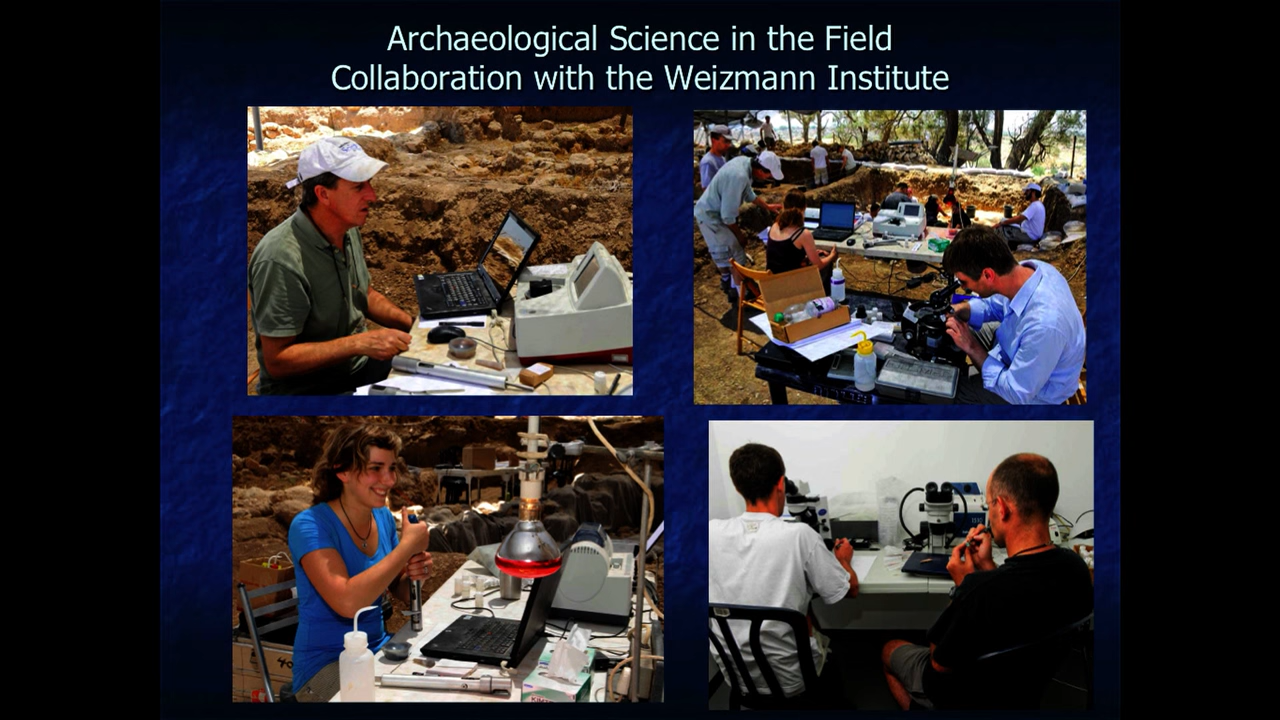 Archaeological Science in the Field
Collaboration with the Weizmann Institute